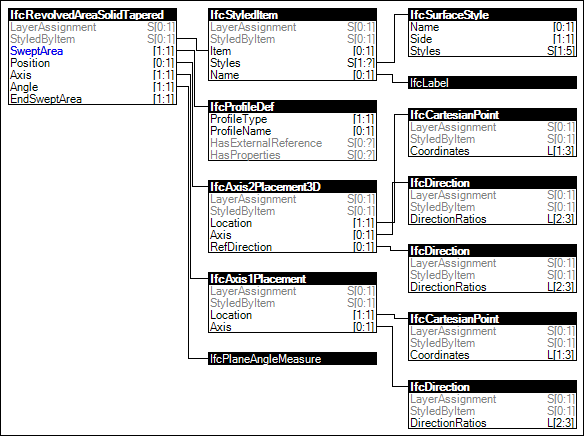 IfcRevolvedAreaSolidTapered
LayerAssignment S[0:1]
StyledByItem S[0:1]
SweptArea [1:1]
Position [0:1]
Axis [1:1]
Angle [1:1]
EndSweptArea [1:1]
IfcStyledItem
LayerAssignment S[0:1]
StyledByItem S[0:1]
Item [0:1]
Styles S[1:?]
Name [0:1]
IfcProfileDef
ProfileType [1:1]
ProfileName [0:1]
HasExternalReference S[0:?]
HasProperties S[0:?]
IfcAxis2Placement3D
LayerAssignment S[0:1]
StyledByItem S[0:1]
Location [1:1]
Axis [0:1]
RefDirection [0:1]
IfcAxis1Placement
LayerAssignment S[0:1]
StyledByItem S[0:1]
Location [1:1]
Axis [0:1]
IfcPlaneAngleMeasure
IfcSurfaceStyle
Name [0:1]
Side [1:1]
Styles S[1:5]
IfcLabel
IfcCartesianPoint
LayerAssignment S[0:1]
StyledByItem S[0:1]
Coordinates L[1:3]
IfcDirection
LayerAssignment S[0:1]
StyledByItem S[0:1]
DirectionRatios L[2:3]
IfcDirection
LayerAssignment S[0:1]
StyledByItem S[0:1]
DirectionRatios L[2:3]
IfcCartesianPoint
LayerAssignment S[0:1]
StyledByItem S[0:1]
Coordinates L[1:3]
IfcDirection
LayerAssignment S[0:1]
StyledByItem S[0:1]
DirectionRatios L[2:3]